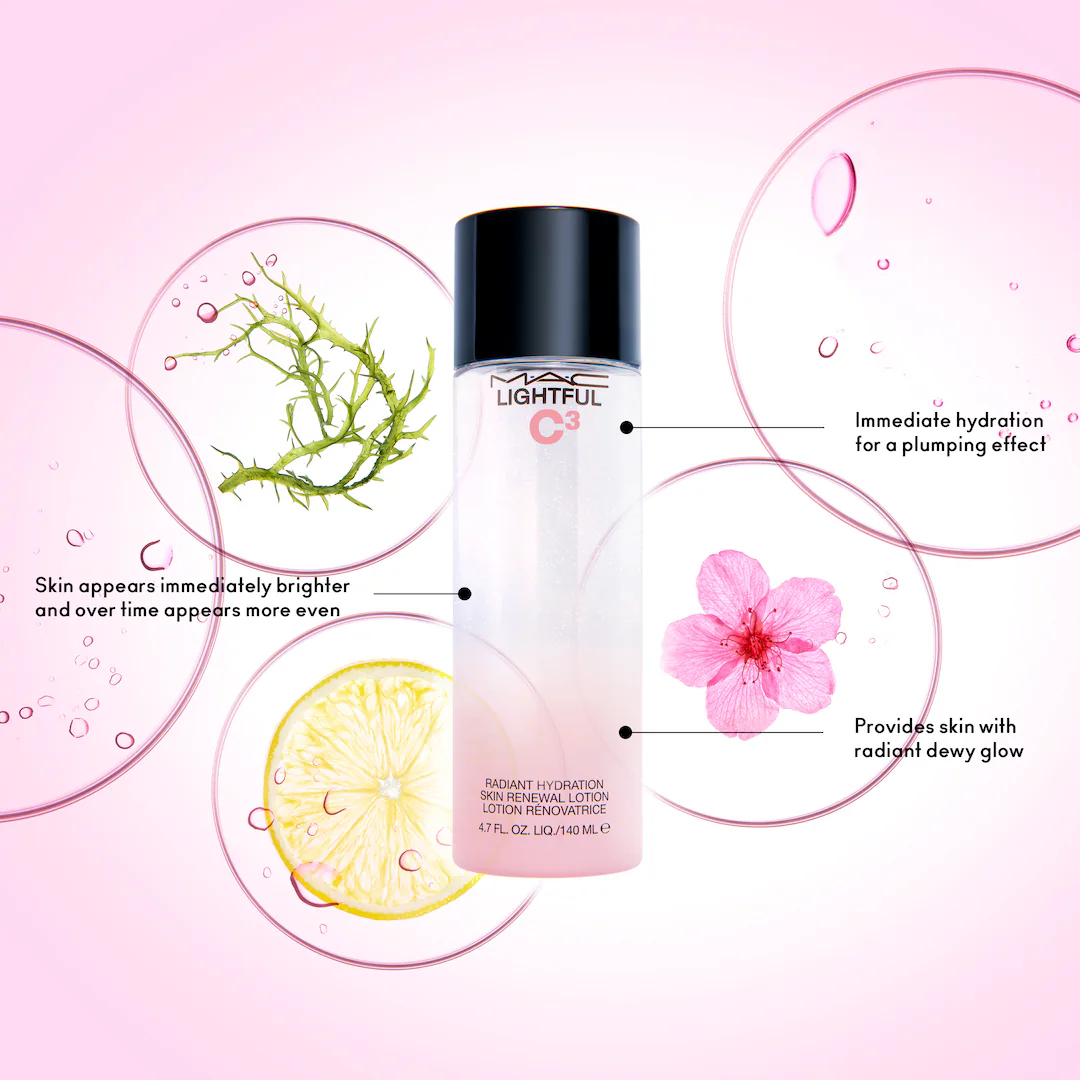 M·A·C
LIGHTFUL
C³
Immediate hydration
for a plumping effect
Skin appears immediately brighter
and over time appears more even
Provides skin with
radiant dewy glow
RADIANT HYDRATION
SKIN RENEWAL LOTION
LOTION RÉNOVATRICE
4.7 FL. OZ. LIQ./140 ML ℮